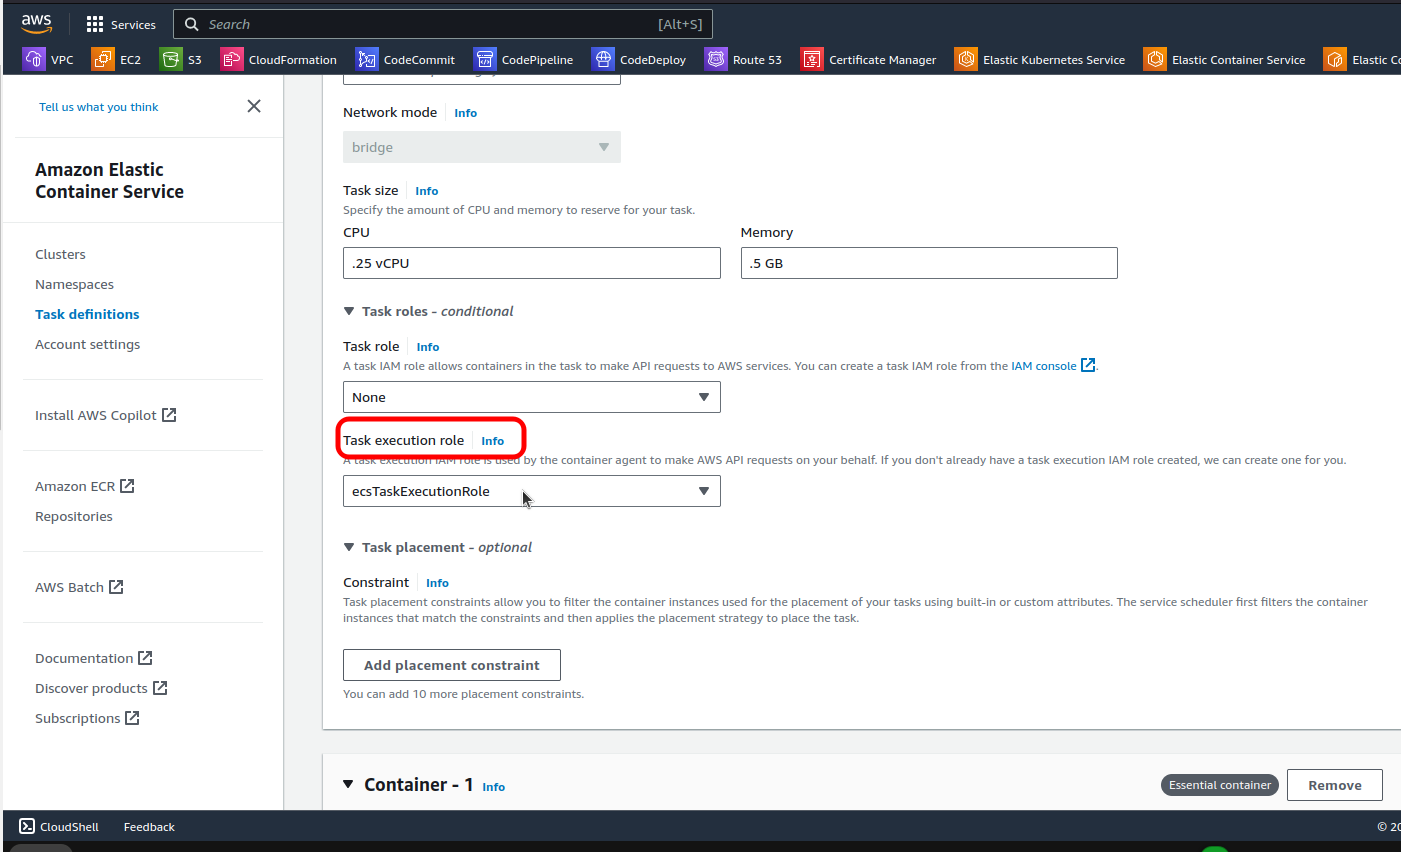 aws
Services
Search
[Alt+S]
VPC
EC2
S3
CloudFormation
CodeCommit
CodePipeline
CodeDeploy
Route 53
Certificate Manager
Elastic Kubernetes Service
Elastic Container Service
Elastic Co
Tell us what you think
Amazon Elastic
Container Service
Clusters
Namespaces
Task definitions
Account settings
Install AWS Copilot
Amazon ECR
Repositories
AWS Batch
Documentation
Discover products
Subscriptions
Network mode Info
bridge
Task size Info
Specify the amount of CPU and memory to reserve for your task.
CPU
Memory
.25 vCPU
.5 GB
Task roles - conditional
Task role Info
A task IAM role allows containers in the task to make API requests to AWS services. You can create a task IAM role from the IAM console.
None
Task execution role Info
A task execution IAM role is used by the container agent to make AWS API requests on your behalf. If you don't already have a task execution IAM role created, we can create one for you.
ecsTaskExecutionRole
Task placement - optional
Constraint Info
Task placement constraints allow you to filter the container instances used for the placement of your tasks using built-in or custom attributes. The service scheduler first filters the container
instances that match the constraints and then applies the placement strategy to place the task.
Add placement constraint
You can add 10 more placement constraints.
Container - 1 Info
Essential container
Remove
CloudShell
Feedback
© 20